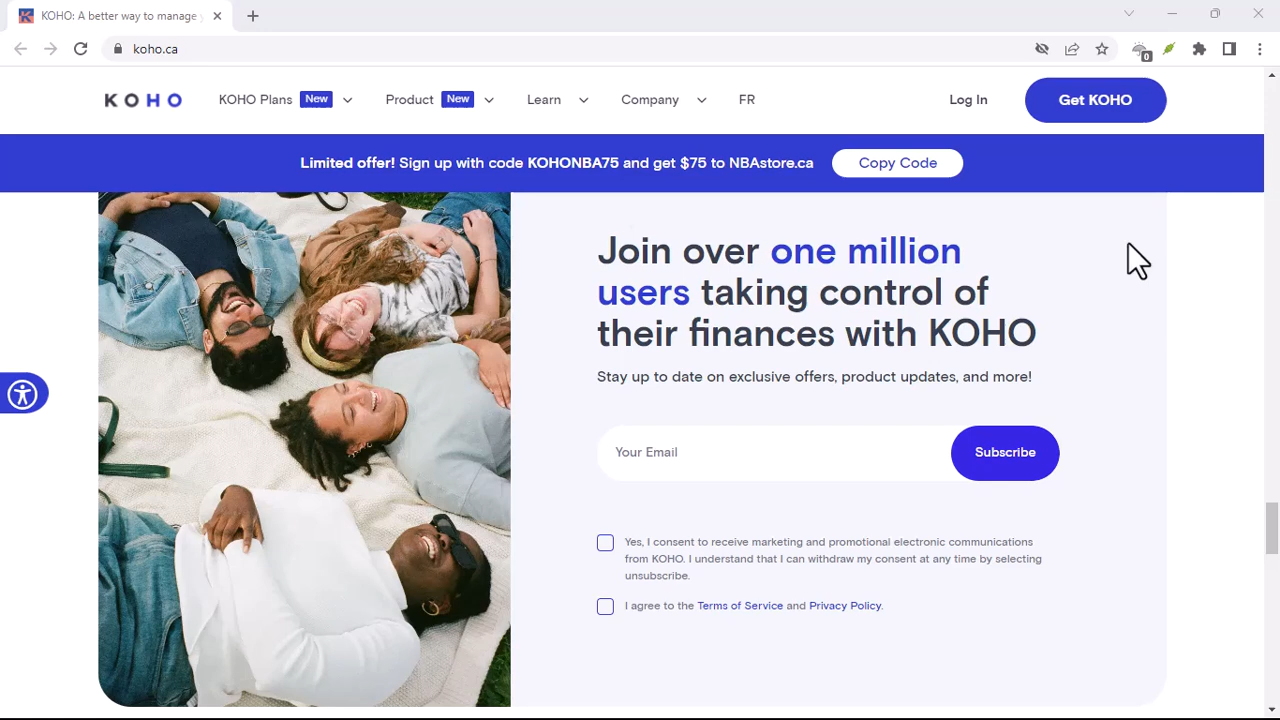 KOHO: A better way to manage
koho.ca
0
KOHO
KOHO Plans New
Product New
Learn
Company
FR
Log In
Get KOHO
Limited offer! Sign up with code KOHONBA75 and get $75 to NBAstore.ca
Copy Code
Join over one million
users taking control of
their finances with KOHO
Stay up to date on exclusive offers, product updates, and more!
Your Email
Subscribe
Yes, I consent to receive marketing and promotional electronic communications
from KOHO. I understand that I can withdraw my consent at any time by selecting
unsubscribe.
I agree to the Terms of Service and Privacy Policy.